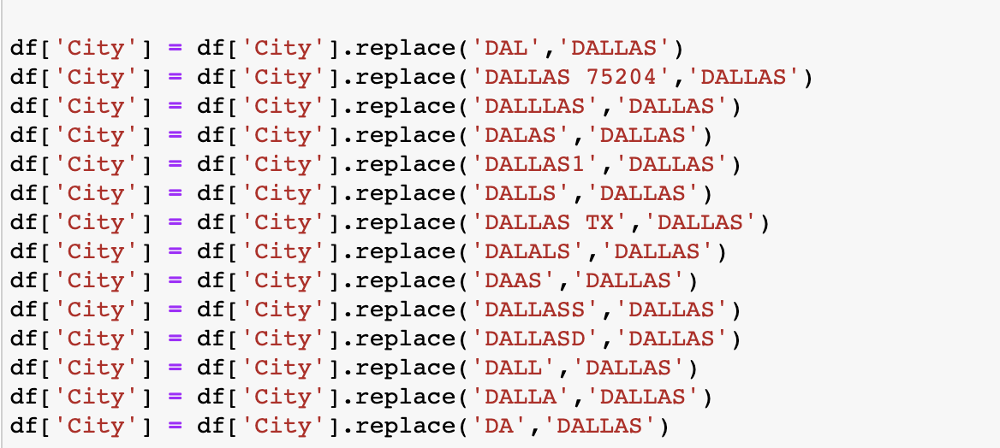 df['City'] = df['City'].replace('DAL','DALLAS')
df['City'] = df['City'].replace('DALLAS 75204','DALLAS')
df['City'] = df['City'].replace('DALLLAS','DALLAS')
df['City'] = df['City'].replace('DALAS','DALLAS')
df['City'] = df['City'].replace('DALLAS1','DALLAS')
df['City'] = df['City'].replace('DALLS','DALLAS')
df['City'] = df['City'].replace('DALLAS TX','DALLAS')
df['City'] = df['City'].replace('DALALS','DALLAS')
df['City'] = df['City'].replace('DAAS','DALLAS')
df['City'] = df['City'].replace('DALLASS','DALLAS')
df['City'] = df['City'].replace('DALLASD','DALLAS')
df['City'] = df['City'].replace('DALL','DALLAS')
df['City'] = df['City'].replace('DALLA','DALLAS')
df['City'] = df['City'].replace('DA','DALLAS')